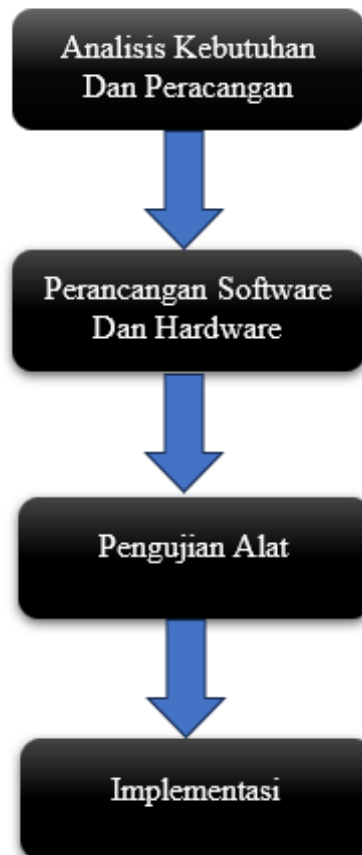 Analisis Kebutuhan
Dan Peracangan
Perancangan Software
Dan Hardware
Pengujian Alat
Implementasi